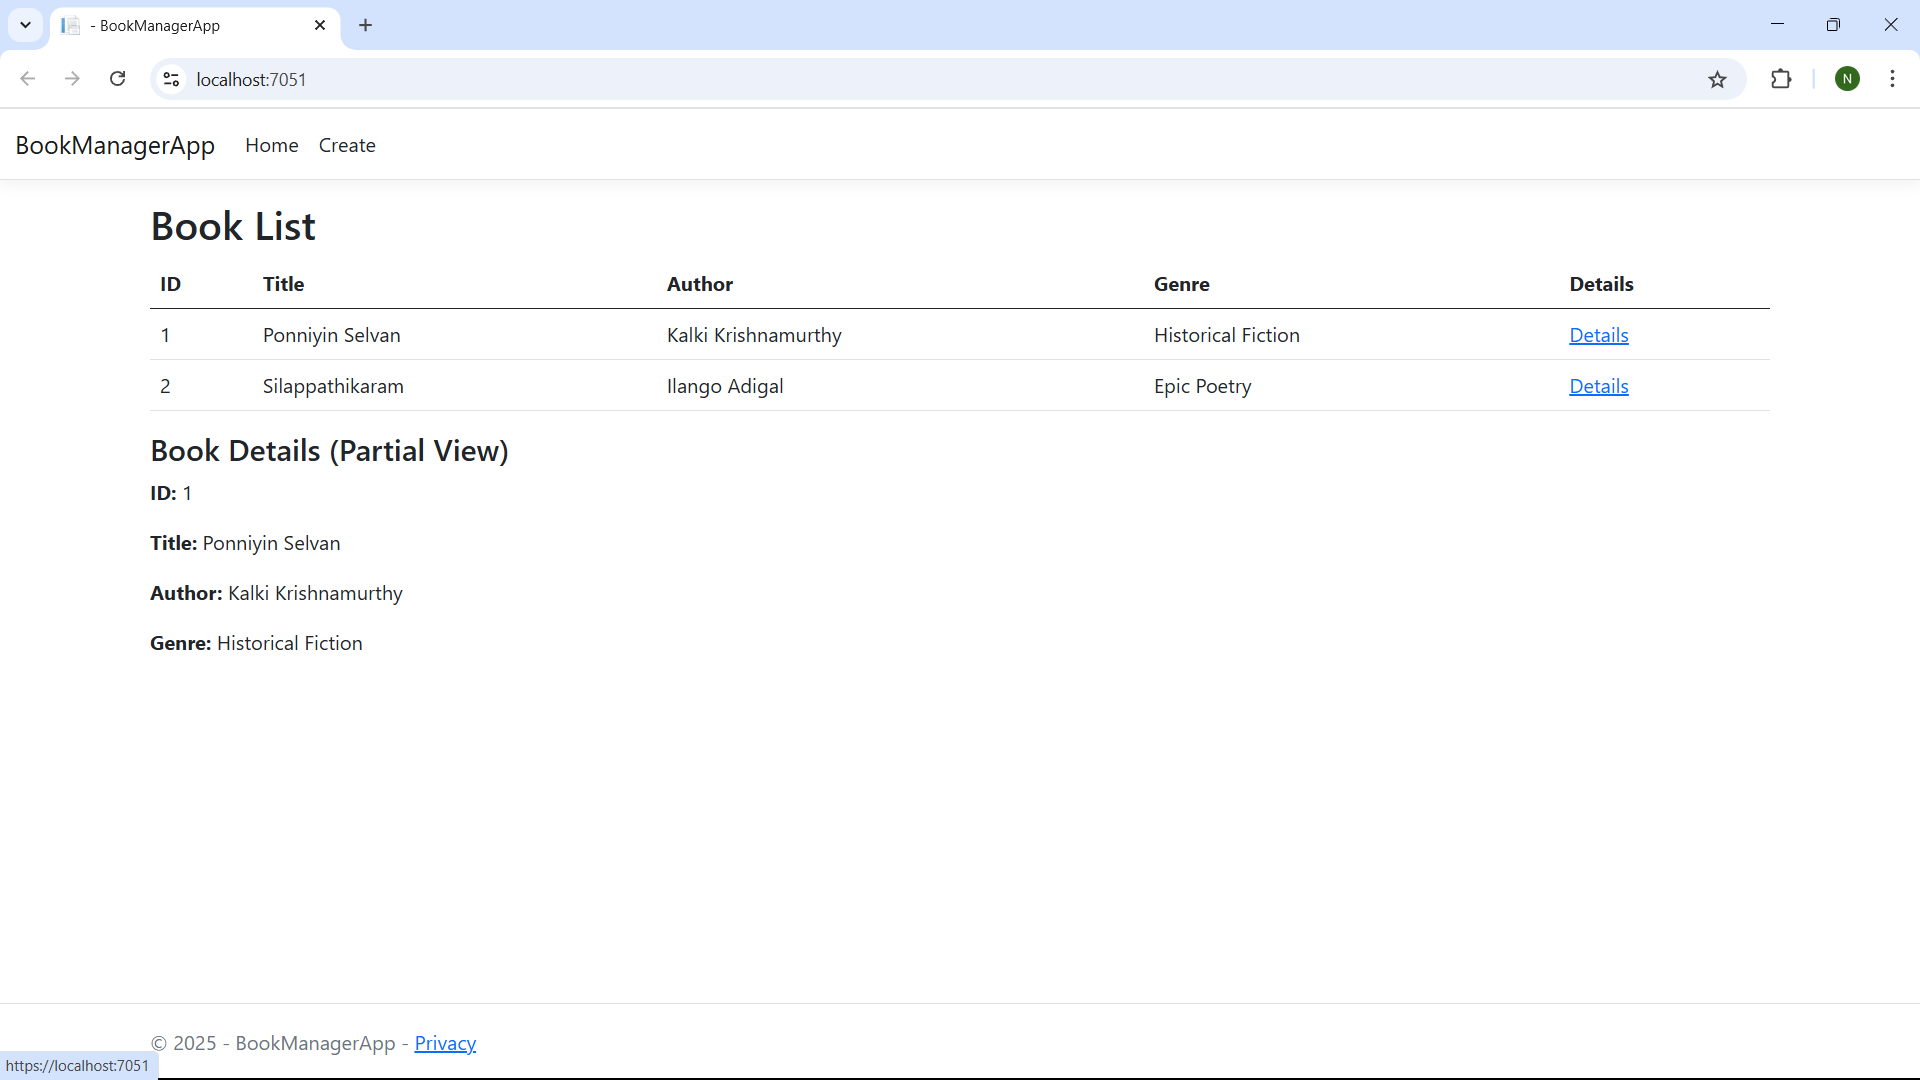 - BookManagerApp
localhost:7051
N
BookManagerApp Home Create
Book List
ID Title Author Genre Details
1 Ponniyin Selvan Kalki Krishnamurthy Historical Fiction Details
2 Silappathikaram Ilango Adigal Epic Poetry Details
Book Details (Partial View)
ID: 1
Title: Ponniyin Selvan
Author: Kalki Krishnamurthy
Genre: Historical Fiction
© 2025 - BookManagerApp - Privacy
https://localhost:7051